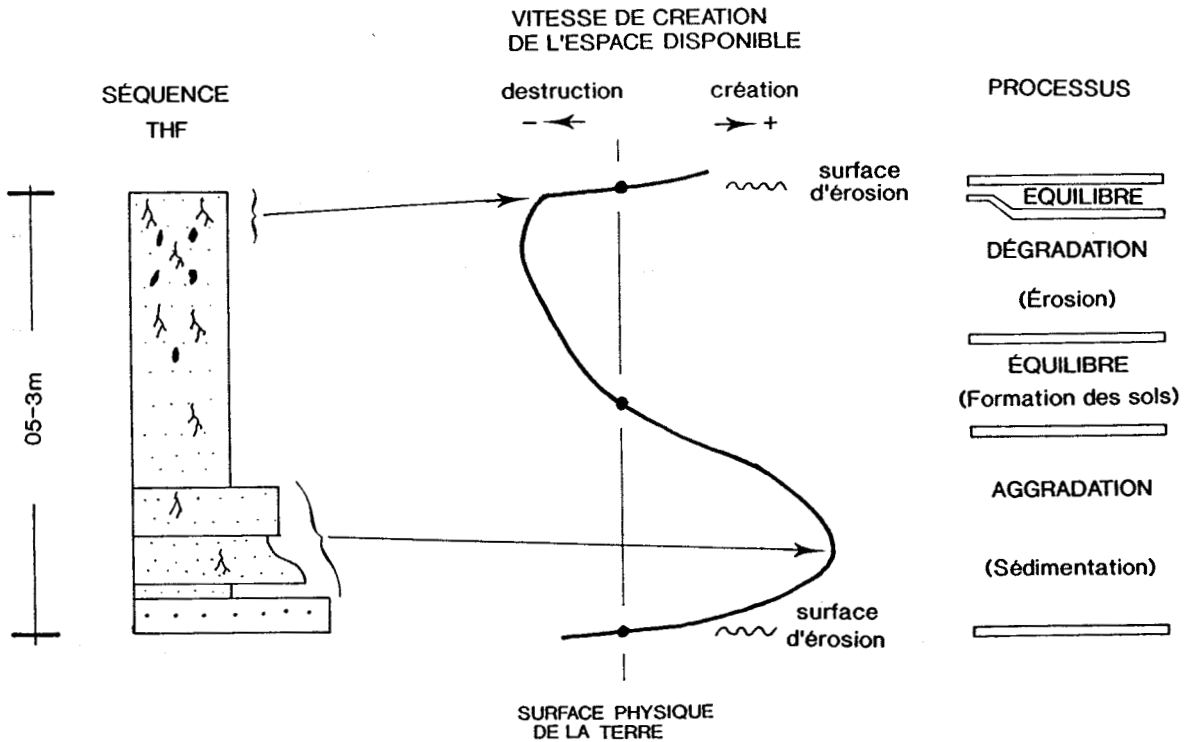 VITESSE DE CREATION
DE L'ESPACE DISPONIBLE
SÉQUENCE
THF
destruction
création
PROCESSUS
–
+
surface
d'érosion
EQUILIBRE
DÉGRADATION
(Érosion)
ÉQUILIBRE
(Formation des sols)
05-3m
AGGRADATION
(Sédimentation)
surface
d'érosion
SURFACE PHYSIQUE
DE LA TERRE